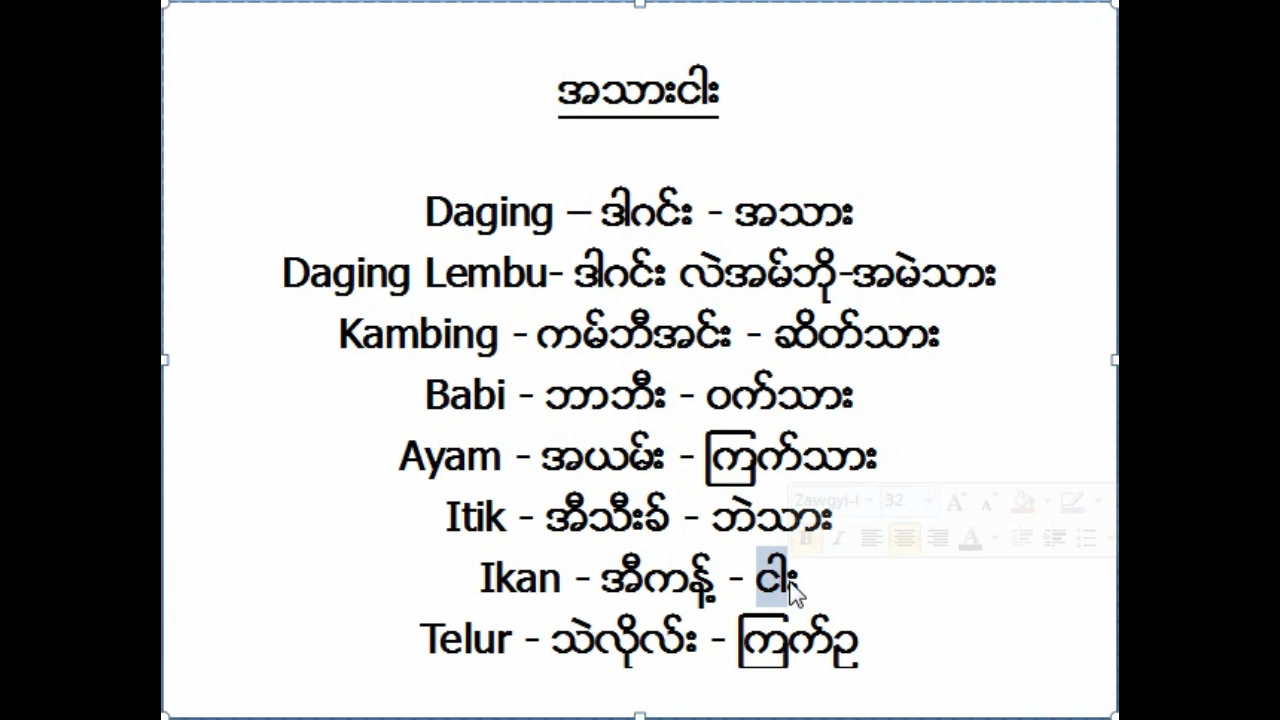 အသားငါး
Daging – ဒါဂင်း - အသား
Daging Lembu- ဒါဂင်း လဲအမ်ဘို-အမဲသား
Kambing - ကမ်ဘီအင်း - ဆိတ်သား
Babi - ဘာဘီး - ဝက်သား
Ayam - အယမ်း - ကြက်သား
Zawgyi-( 32
Itik - အီသီးခ် - ဘဲသား
Ikan - အီကန့် - ငါး
Telur - သဲလိုလ်း - ကြက်ဥ